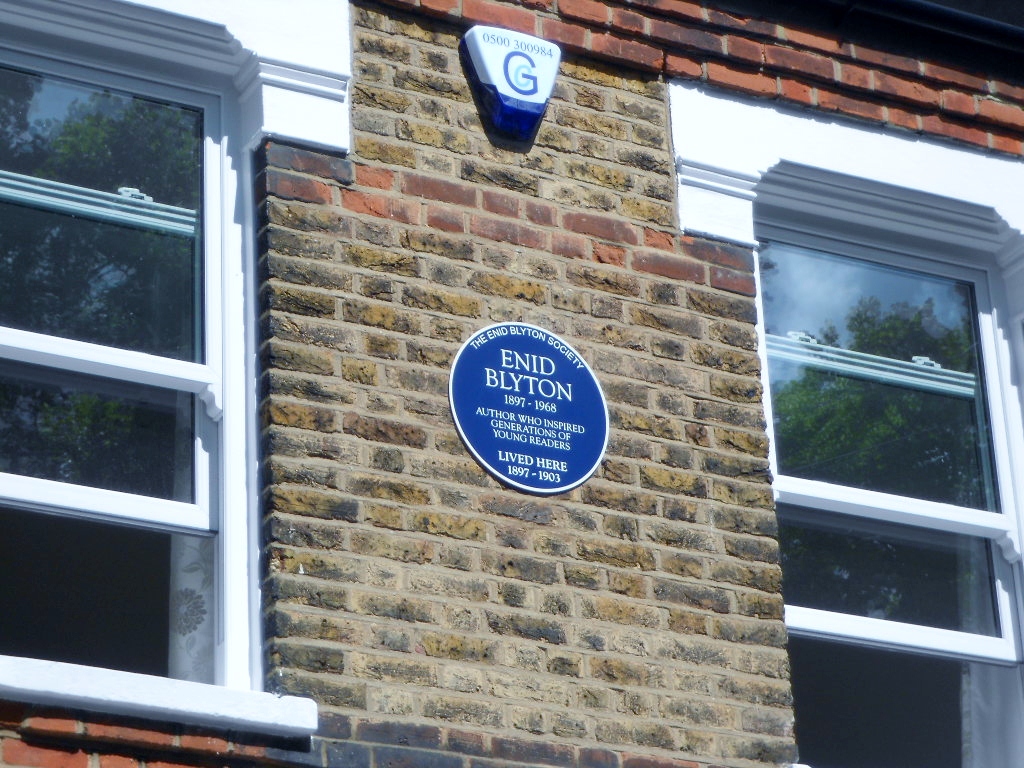 0500 300984
G
THE ENID BLYTON SOCIETY
ENID
BLYTON
1897 - 1968
AUTHOR WHO INSPIRED
GENERATIONS OF
YOUNG READERS
LIVED HERE
1897 - 1903